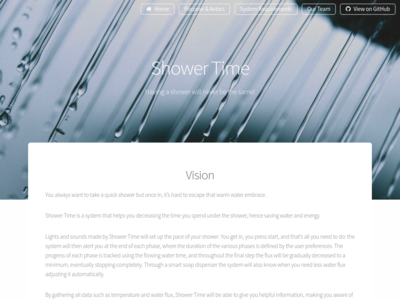 Home
System Requirements
Our Team
View on GitHub
Shower Time
Having a shower will never be the same!
Vision
You always want to take a quick shower but once in, it's hard to escape that warm water embrace.
Shower Time is a system that helps you decreasing the time you spend under the shower, hence saving water and energy.
Lights and sounds made by Shower Time will set up the pace of your shower. You get in, you press start, and that's all you need to do: the
system will then alert you at the end of each phase, where the duration of the various phases is defined by the user preferences. The
progress of each phase is tracked using the flowing water time, and throughout the final step the flux will be gradually decreased to a
minimum, eventually stopping completely. Through a smart soap dispenser the system will also know when you need less water flux
adjusting it automatically.
By gathering all data such as temperature and water flux, Shower Time will be able to give you helpful information, making you aware of